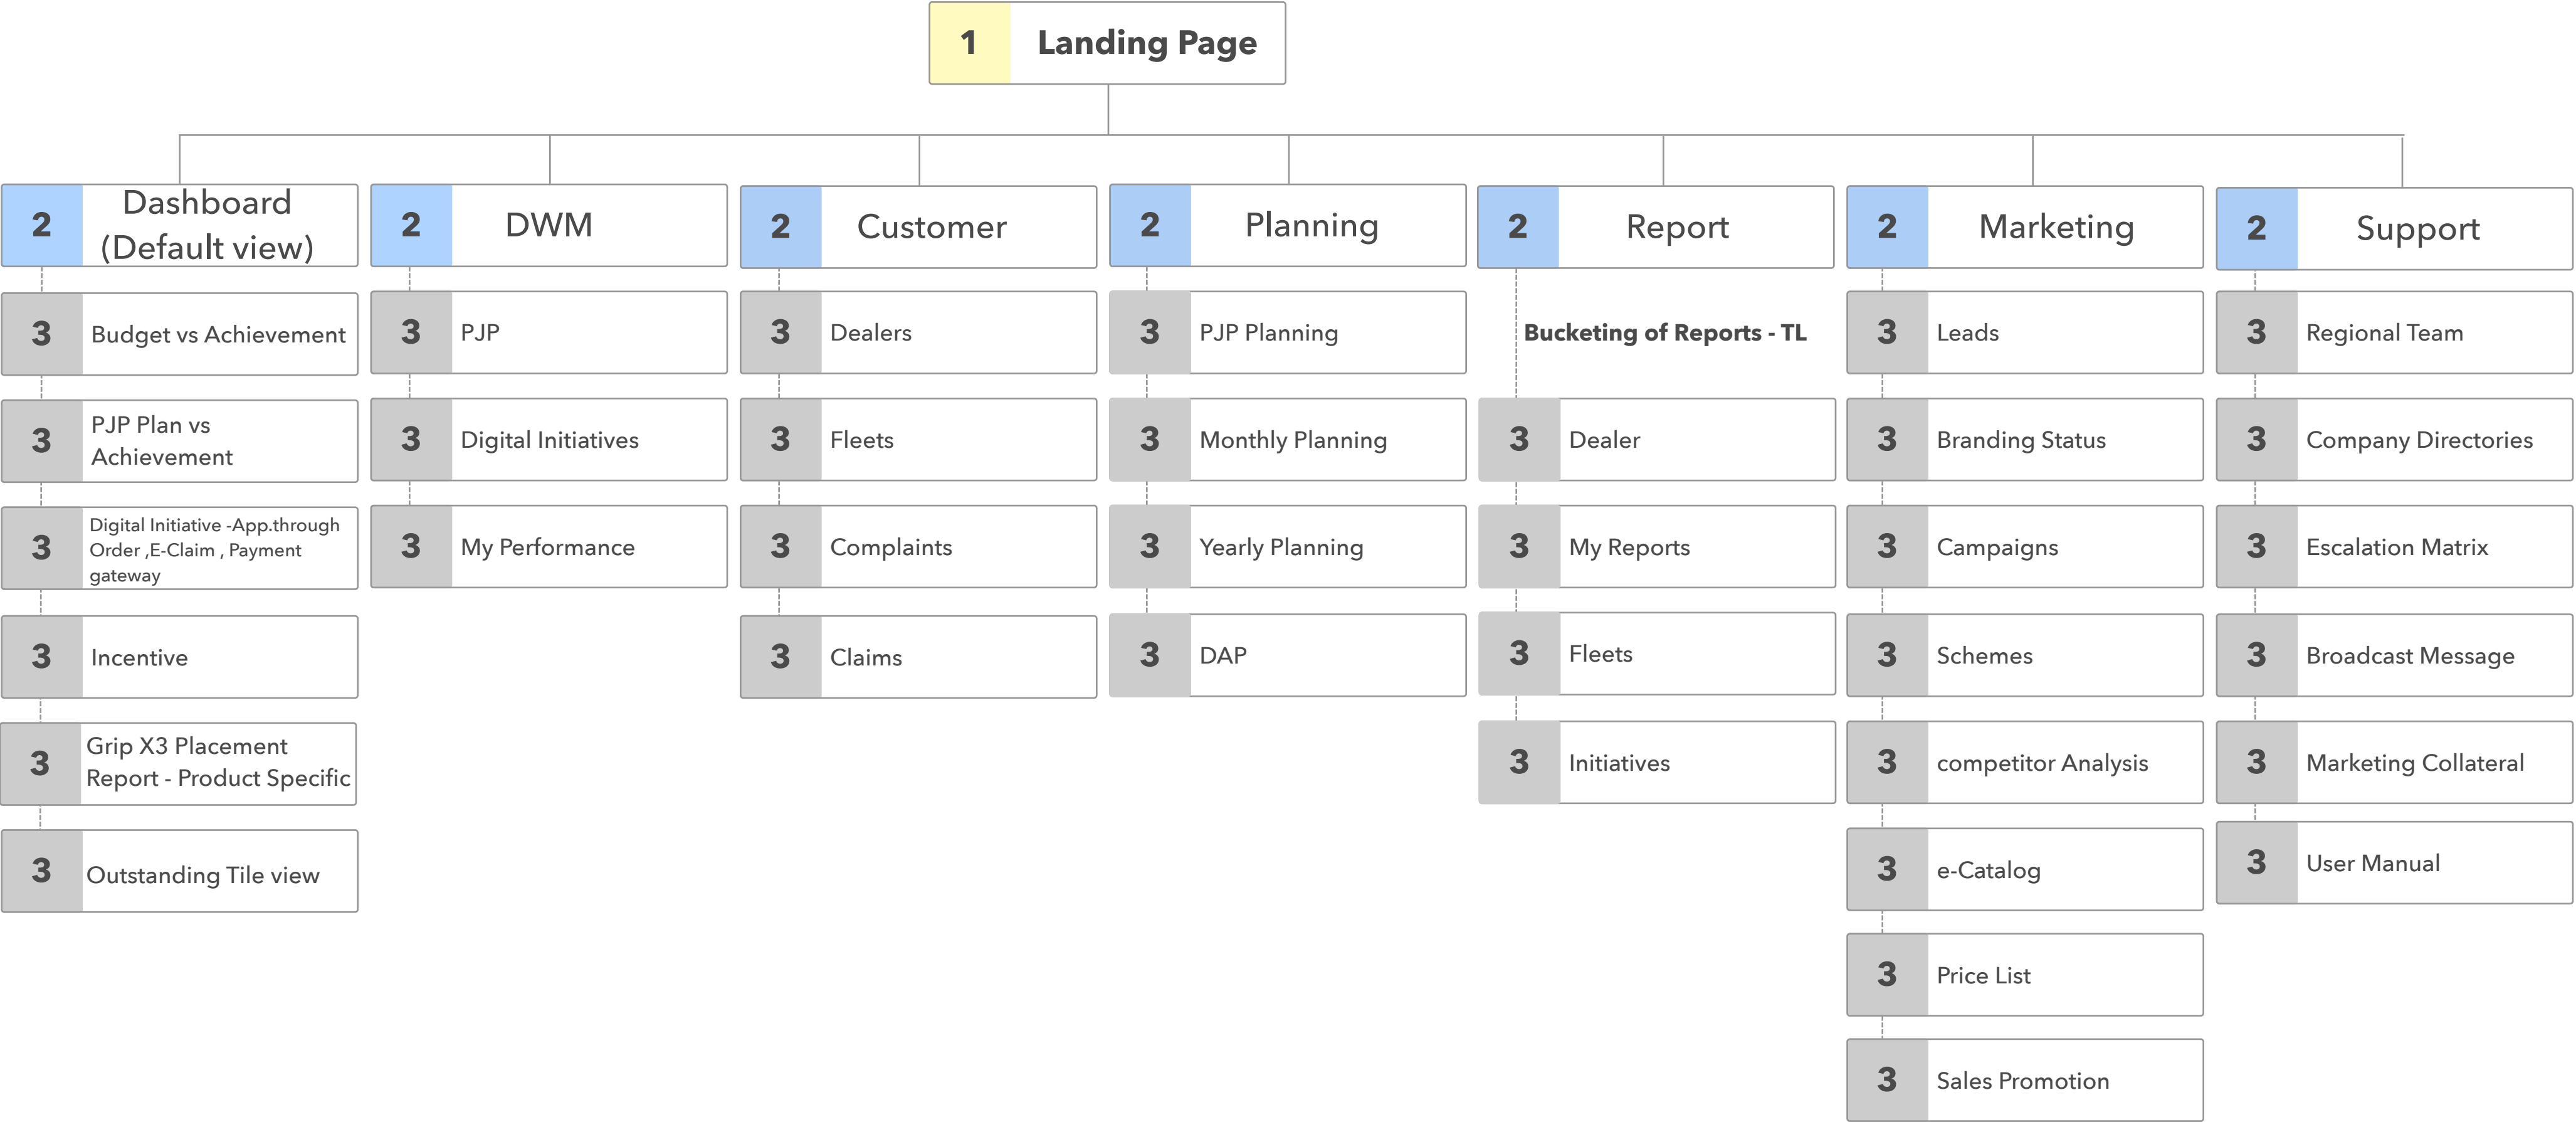 1 Landing Page
2 Dashboard
(Default view)
3 Budget vs Achievement
3 PJP Plan vs
Achievement
3 Digital Initiative -App.through
Order ,E-Claim , Payment
gateway
3 Incentive
3 Grip X3 Placement
Report - Product Specific
3 Outstanding Tile view
2 DWM
3 PJP
3 Digital Initiatives
3 My Performance
2 Customer
3 Dealers
3 Fleets
3 Complaints
3 Claims
2 Planning
3 PJP Planning
3 Monthly Planning
3 Yearly Planning
3 DAP
2 Report
Bucketing of Reports - TL
3 Dealer
3 My Reports
3 Fleets
3 Initiatives
2 Marketing
3 Leads
3 Branding Status
3 Campaigns
3 Schemes
3 competitor Analysis
3 e-Catalog
3 Price List
3 Sales Promotion
2 Support
3 Regional Team
3 Company Directories
3 Escalation Matrix
3 Broadcast Message
3 Marketing Collateral
3 User Manual